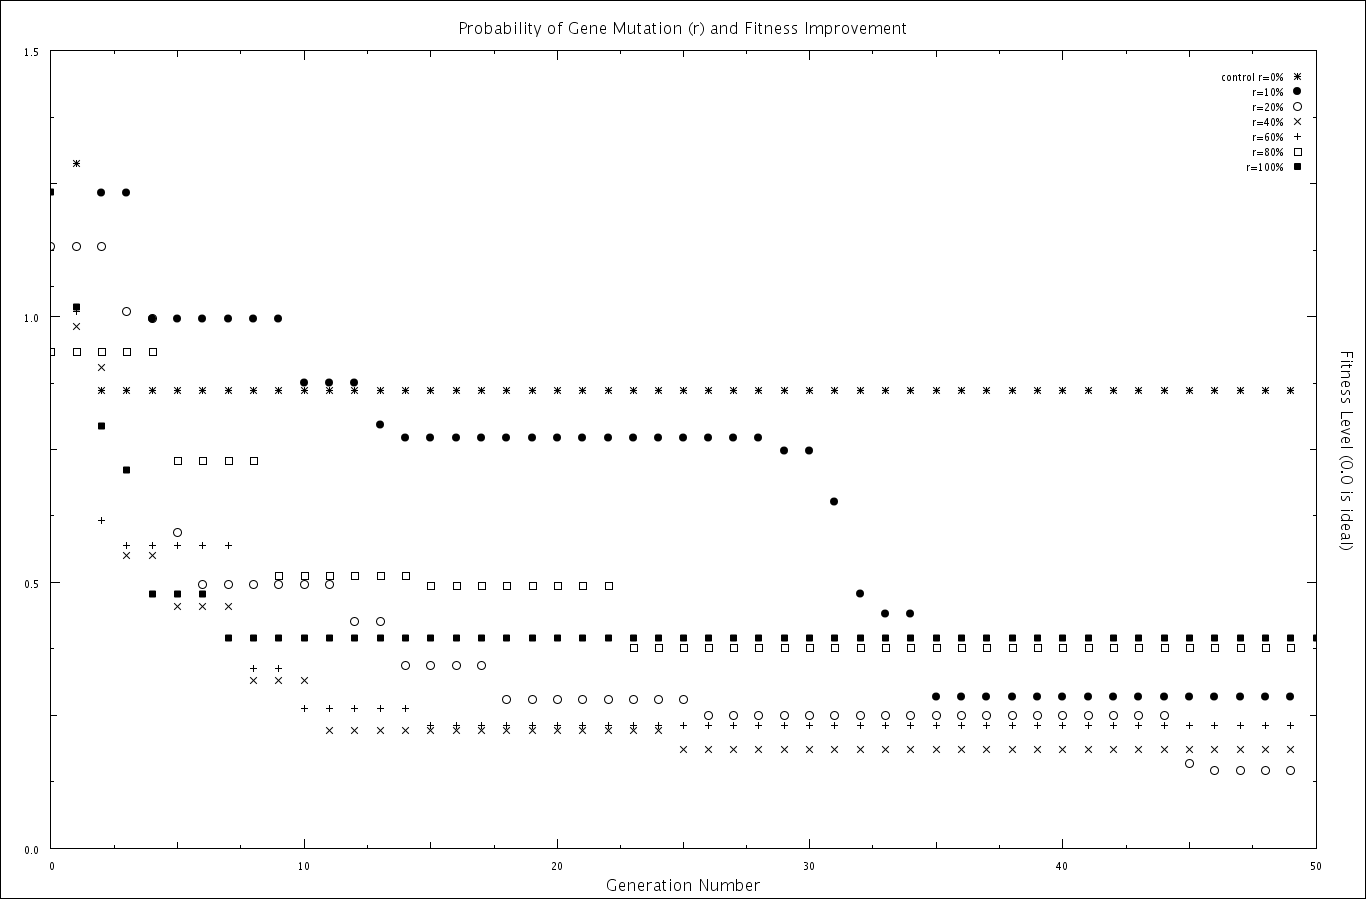 Probability of Gene Mutation (r) and Fitness Improvement
1.5
control r=0%
r=10%
r=20%
r=40%
r=60%
r=80%
r=100%
1.0
Fitness Level (0.0 is ideal)
0.5
0.0
0 10 20 30 40 50
Generation Number